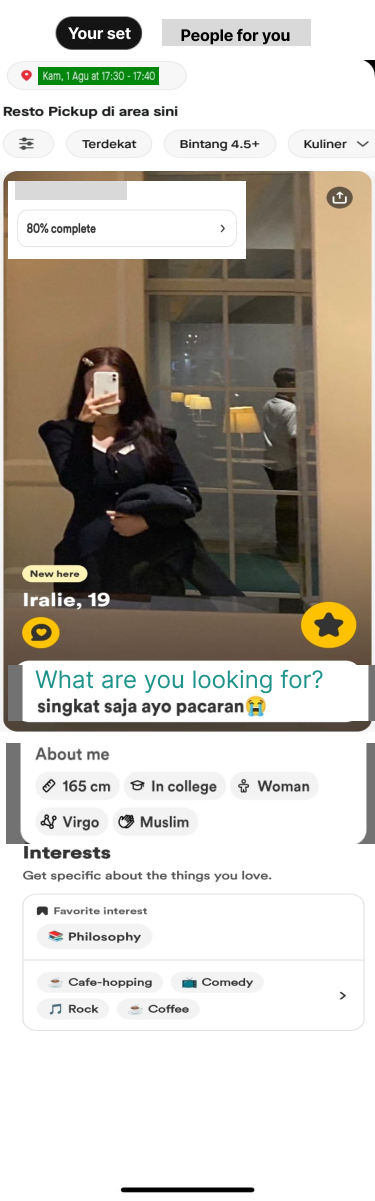 Your set People for you
Kam, 1 Agu at 17:30 - 17:40
Resto Pickup di area sini
Terdekat Bintang 4.5+ Kuliner
80% complete
New here
Iralie, 19
What are you looking for?
singkat saja ayo pacaran😭
About me
165 cm In college Woman
Virgo Muslim
Interests
Get specific about the things you love.
Favorite interest
📚 Philosophy
☕ Cafe-hopping 📺 Comedy
🎵 Rock ☕ Coffee